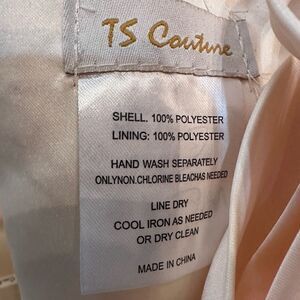 TS Couture
SHELL. 100% POLYESTER
LINING: 100% POLYESTER
HAND WASH SEPARATELY
ONLYNON.CHLORINE BLEACHAS NEEDED
LINE DRY
COOL IRON AS NEEDED
OR DRY CLEAN
MADE IN CHINA